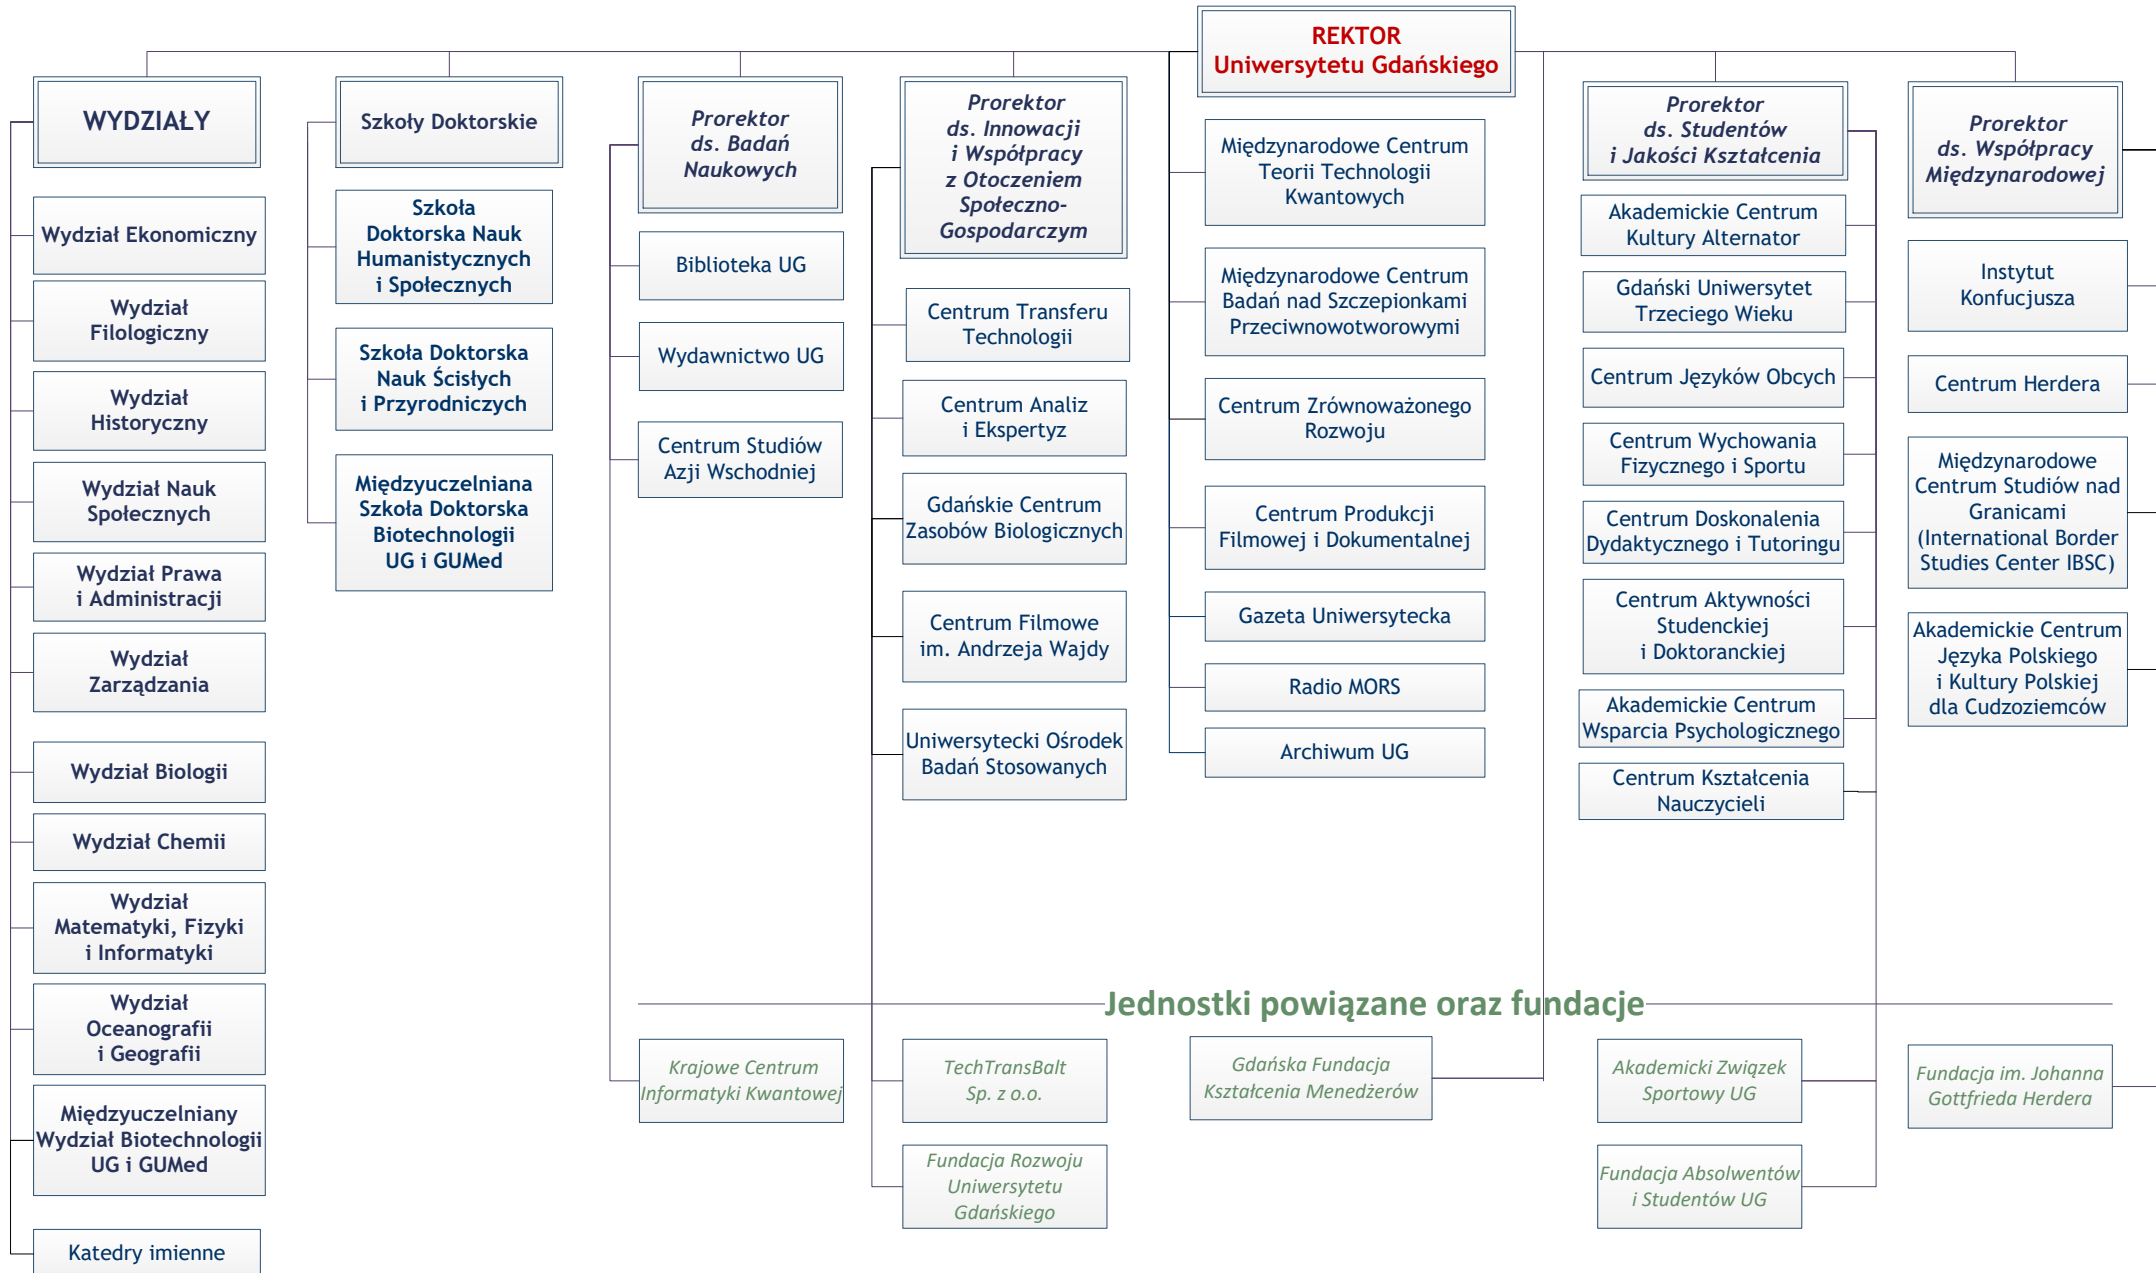 REKTOR
Uniwersytetu Gdańskiego
WYDZIAŁY
Wydział Ekonomiczny
Wydział
Filologiczny
Wydział
Historyczny
Wydział Nauk
Społecznych
Wydział Prawa
i Administracji
Wydział
Zarządzania
Wydział Biologii
Wydział Chemii
Wydział
Matematyki, Fizyki
i Informatyki
Wydział
Oceanografii
i Geografii
Międzyuczelniany
Wydział Biotechnologii
UG i GUMed
Katedry imienne
Szkoły Doktorskie
Szkoła
Doktorska Nauk
Humanistycznych
i Społecznych
Szkoła Doktorska
Nauk Ścisłych
i Przyrodniczych
Międzyuczelniana
Szkoła Doktorska
Biotechnologii
UG i GUMed
Prorektor
ds. Badań
Naukowych
Biblioteka UG
Wydawnictwo UG
Centrum Studiów
Azji Wschodniej
Prorektor
ds. Innowacji
i Współpracy
z Otoczeniem
Społeczno-
Gospodarczym
Centrum Transferu
Technologii
Centrum Analiz
i Ekspertyz
Gdańskie Centrum
Zasobów Biologicznych
Centrum Filmowe
im. Andrzeja Wajdy
Uniwersytecki Ośrodek
Badań Stosowanych
Międzynarodowe Centrum
Teorii Technologii
Kwantowych
Międzynarodowe Centrum
Badań nad Szczepionkami
Przeciwnowotworowymi
Centrum Zrównoważonego
Rozwoju
Centrum Produkcji
Filmowej i Dokumentalnej
Gazeta Uniwersytecka
Radio MORS
Archiwum UG
Prorektor
ds. Studentów
i Jakości Kształcenia
Akademickie Centrum
Kultury Alternator
Gdański Uniwersytet
Trzeciego Wieku
Centrum Języków Obcych
Centrum Wychowania
Fizycznego i Sportu
Centrum Doskonalenia
Dydaktycznego i Tutoringu
Centrum Aktywności
Studenckiej
i Doktoranckiej
Akademickie Centrum
Wsparcia Psychologicznego
Centrum Kształcenia
Nauczycieli
Prorektor
ds. Współpracy
Międzynarodowej
Instytut
Konfucjusza
Centrum Herdera
Międzynarodowe
Centrum Studiów nad
Granicami
(International Border
Studies Center IBSC)
Akademickie Centrum
Języka Polskiego
i Kultury Polskiej
dla Cudzoziemców
Jednostki powiązane oraz fundacje
Krajowe Centrum
Informatyki Kwantowej
TechTransBalt
Sp. z o.o.
Fundacja Rozwoju
Uniwersytetu
Gdańskiego
Gdańska Fundacja
Kształcenia Menedżerów
Akademicki Związek
Sportowy UG
Fundacja Absolwentów
i Studentów UG
Fundacja im. Johanna
Gottfrieda Herdera